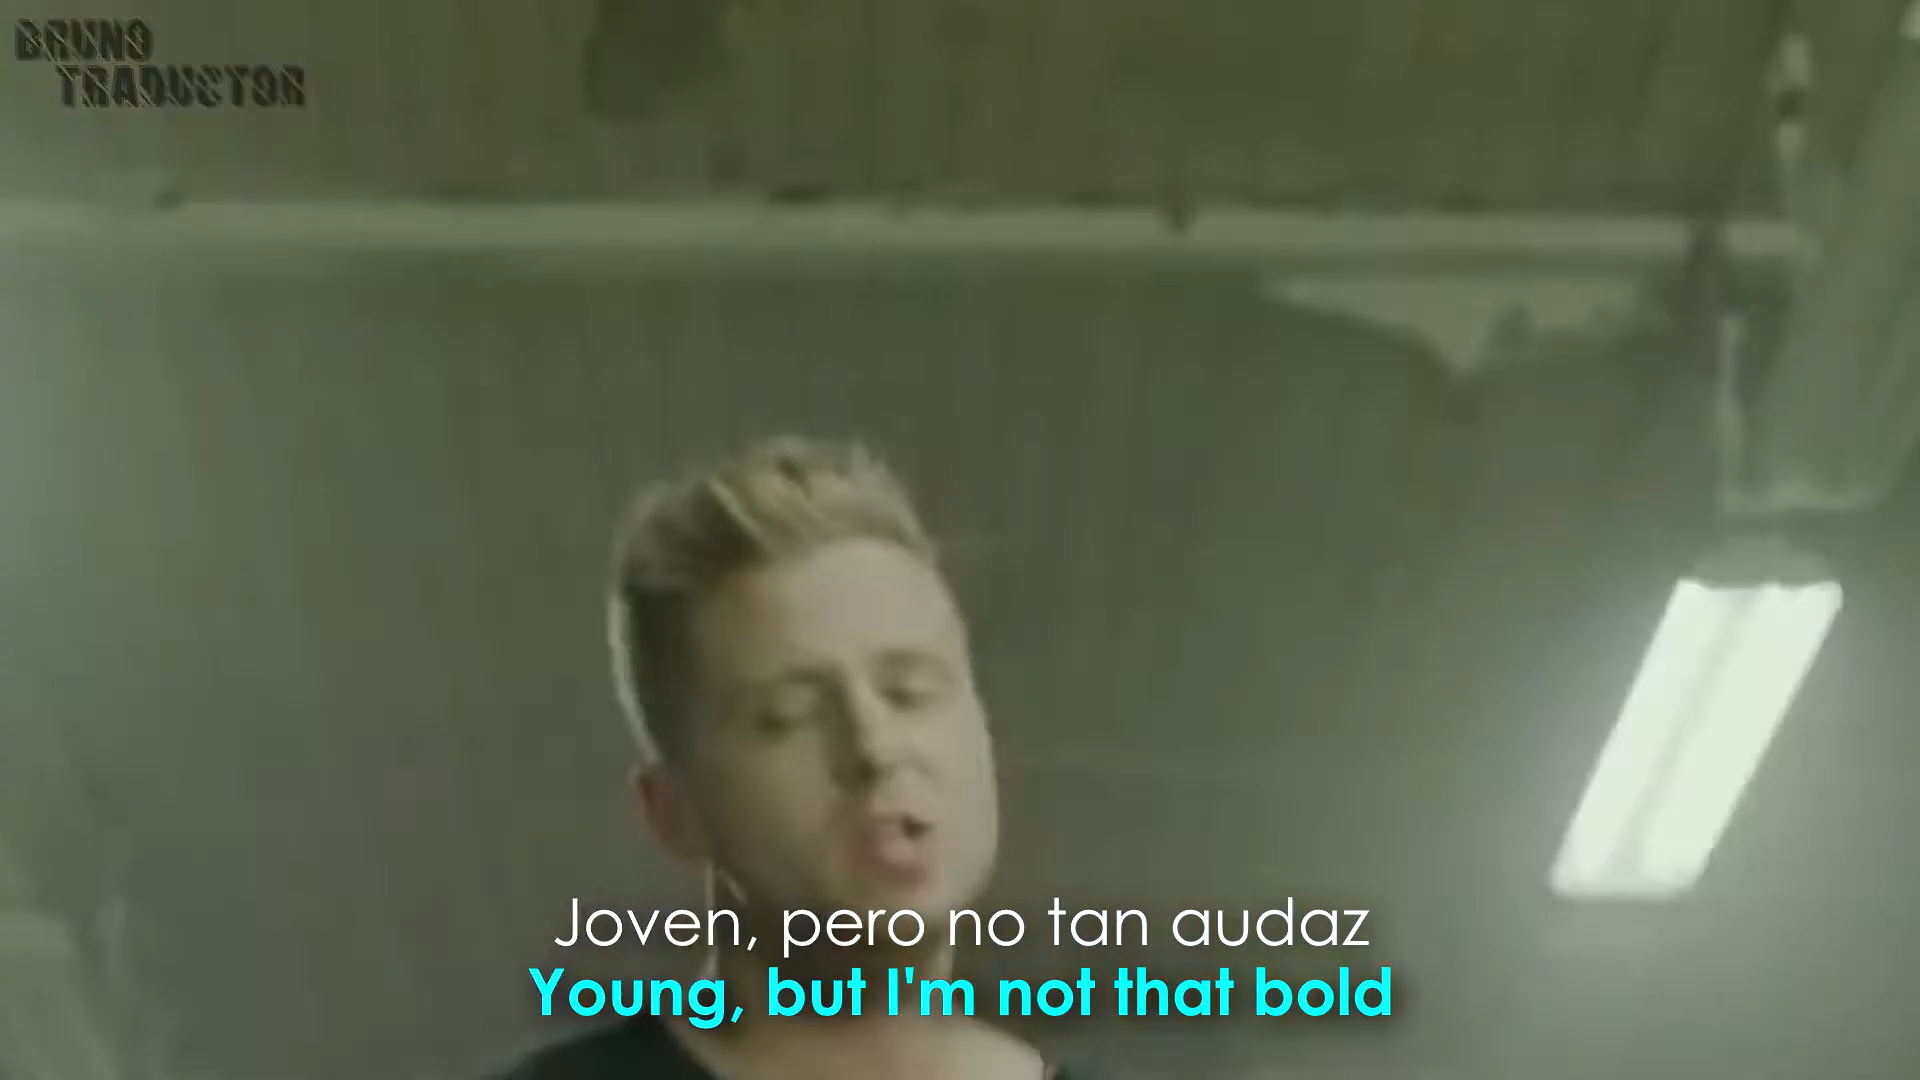 BRUNO
TRADUCTOR
Joven, pero no tan audaz
Young, but I'm not that bold